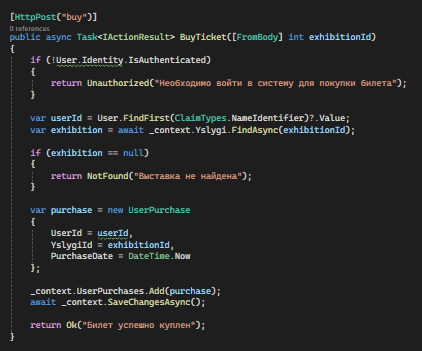 [HttpPost("buy")]
0 references
public async Task<IActionResult> BuyTicket([FromBody] int exhibitionId)
{
if (!User.Identity.IsAuthenticated)
{
return Unauthorized("Необходимо войти в систему для покупки билета");
}
var userId = User.FindFirst(ClaimTypes.NameIdentifier)?.Value;
var exhibition = await _context.Yslygi.FindAsync(exhibitionId);
if (exhibition == null)
{
return NotFound("Выставка не найдена");
}
var purchase = new UserPurchase
{
UserId = userId,
YslygiId = exhibitionId,
PurchaseDate = DateTime.Now
};
_context.UserPurchases.Add(purchase);
await _context.SaveChangesAsync();
return Ok("Билет успешно куплен");
}